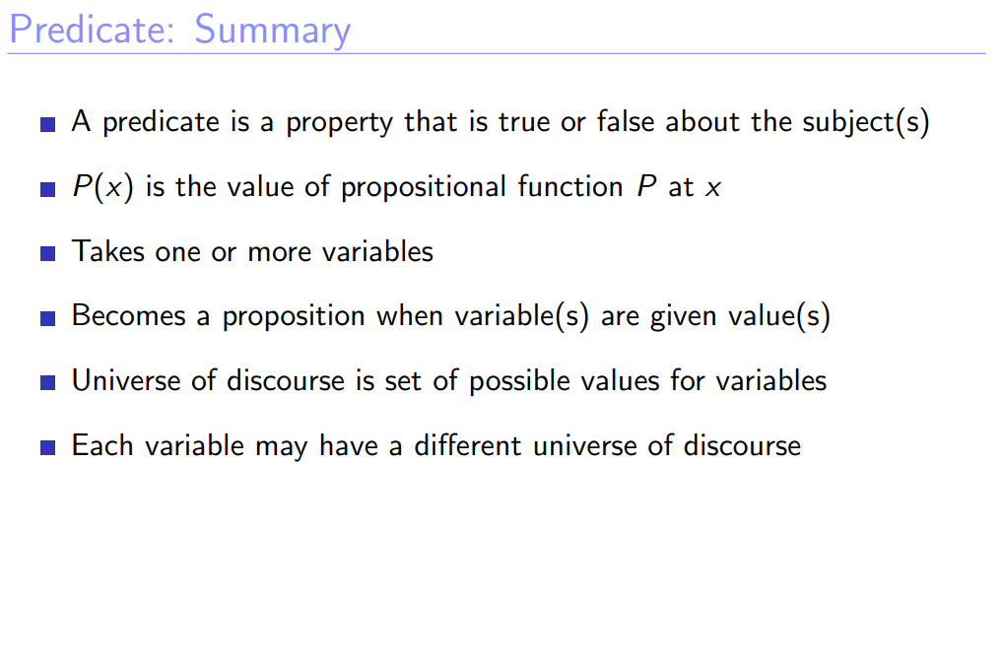 Predicate: Summary
A predicate is a property that is true or false about the subject(s)
P(x) is the value of propositional function P at x
Takes one or more variables
Becomes a proposition when variable(s) are given value(s)
Universe of discourse is set of possible values for variables
Each variable may have a different universe of discourse